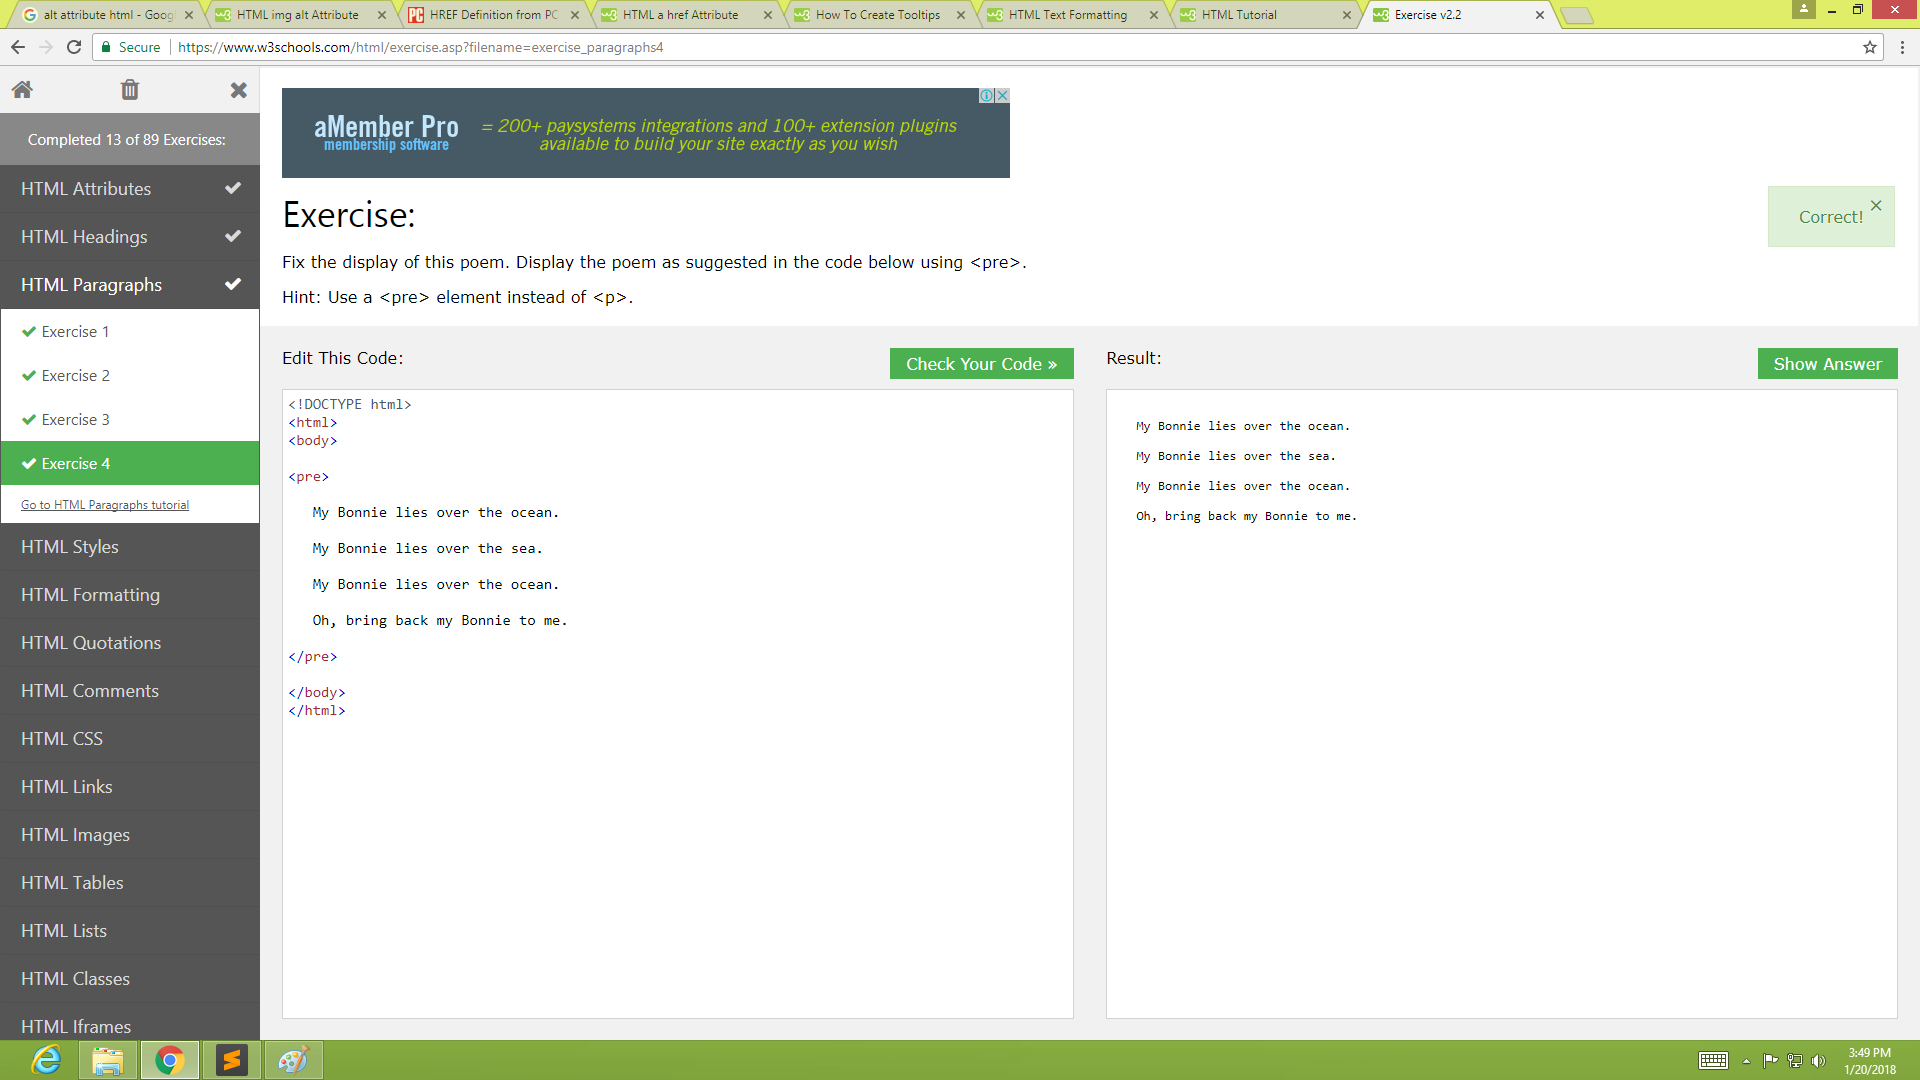 alt attribute html - Goog
HTML img alt Attribute
HREF Definition from PC
HTML a href Attribute
How To Create Tooltips
HTML Text Formatting
HTML Tutorial
Exercise v2.2
Secure
https://www.w3schools.com/html/exercise.asp?filename=exercise_paragraphs4
Completed 13 of 89 Exercises:
HTML Attributes
HTML Headings
HTML Paragraphs
Exercise 1
Exercise 2
Exercise 3
Exercise 4
Go to HTML Paragraphs tutorial
HTML Styles
HTML Formatting
HTML Quotations
HTML Comments
HTML CSS
HTML Links
HTML Images
HTML Tables
HTML Lists
HTML Classes
HTML Iframes
aMember Pro
membership software
= 200+ paysystems integrations and 100+ extension plugins
available to build your site exactly as you wish
Exercise:
Correct!
Fix the display of this poem. Display the poem as suggested in the code below using <pre>.
Hint: Use a <pre> element instead of <p>.
Edit This Code:
Check Your Code »
<!DOCTYPE html>
<html>
<body>
<pre>
My Bonnie lies over the ocean.
My Bonnie lies over the sea.
My Bonnie lies over the ocean.
Oh, bring back my Bonnie to me.
</pre>
</body>
</html>
Result:
Show Answer
My Bonnie lies over the ocean.
My Bonnie lies over the sea.
My Bonnie lies over the ocean.
Oh, bring back my Bonnie to me.
3:49 PM
1/20/2018